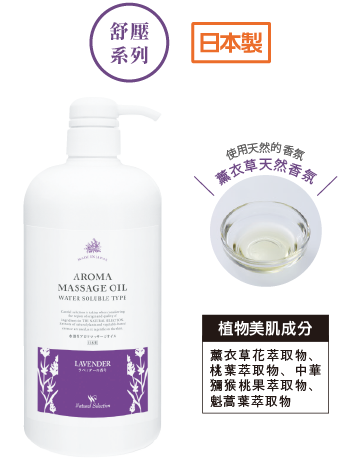 舒壓
系列
日本製
使用天然的香氛
薰衣草天然香氛
MADE IN JAPAN
AROMA
MASSAGE OIL
WATER SOLUBLE TYPE
LAVENDER
ラベンダーの香り
Natural Selection
植物美肌成分
薰衣草花萃取物、
桃葉萃取物、中華
獼猴桃果萃取物、
魁蒿葉萃取物